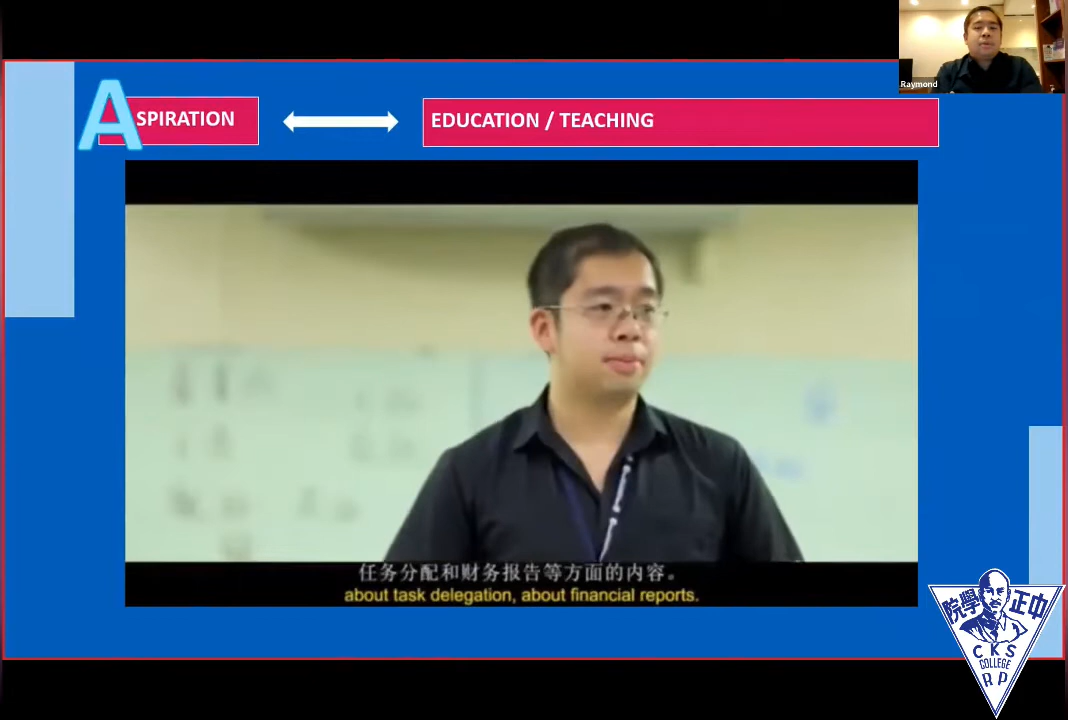 Raymond
ASPIRATION
EDUCATION / TEACHING
任务分配和财务报告等方面的内容。
about task delegation, about financial reports.
院學 正中
CKS
COLLEGE
RP